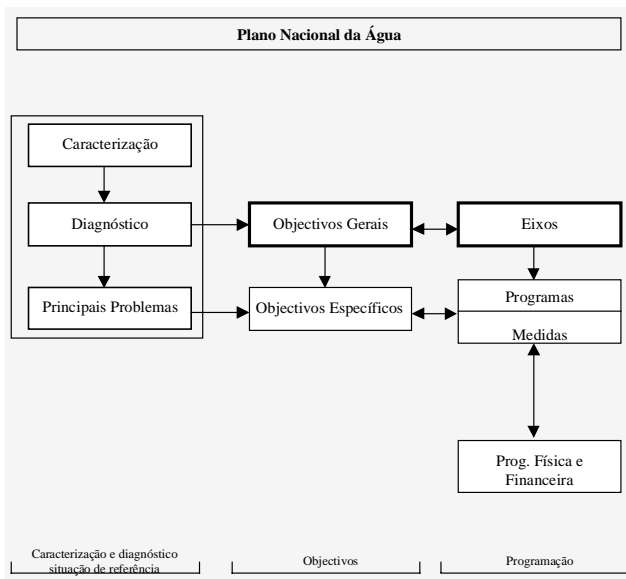 Plano Nacional da Água
Caracterização
Diagnóstico
Principais Problemas
Objectivos Gerais
Objectivos Específicos
Eixos
Programas
Medidas
Prog. Física e
Financeira
Caracterização e diagnóstico
situação de referência
Objectivos
Programação